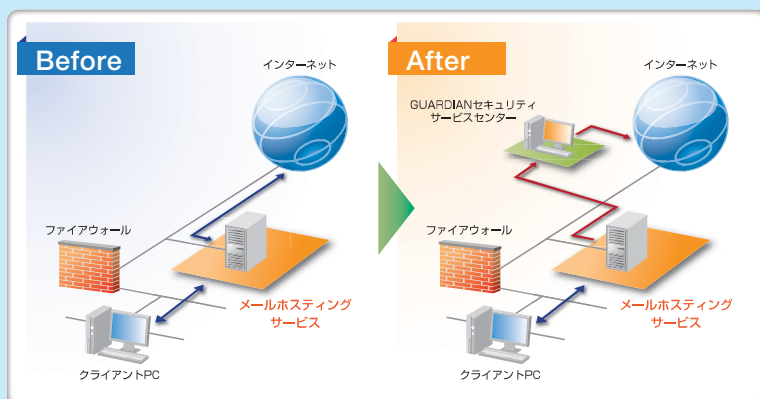 Before
インターネット
ファイアウォール
メールホスティング
サービス
クライアントPC
After
インターネット
GUARDIANセキュリティ
サービスセンター
ファイアウォール
メールホスティング
サービス
クライアントPC